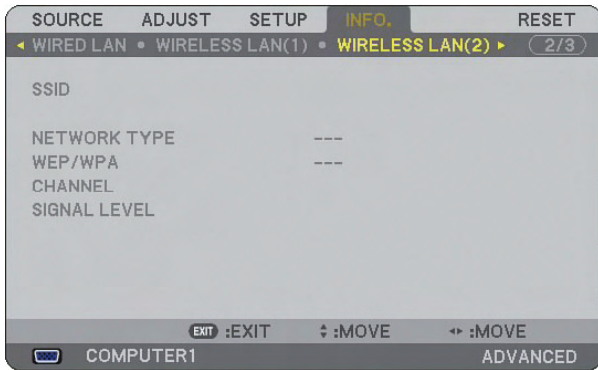 SOURCE ADJUST SETUP INFO. RESET
WIRED LAN • WIRELESS LAN(1) • WIRELESS LAN(2) 2/3
SSID
NETWORK TYPE ---
WEP/WPA ---
CHANNEL
SIGNAL LEVEL
EXIT :EXIT :MOVE :MOVE
COMPUTER1 ADVANCED